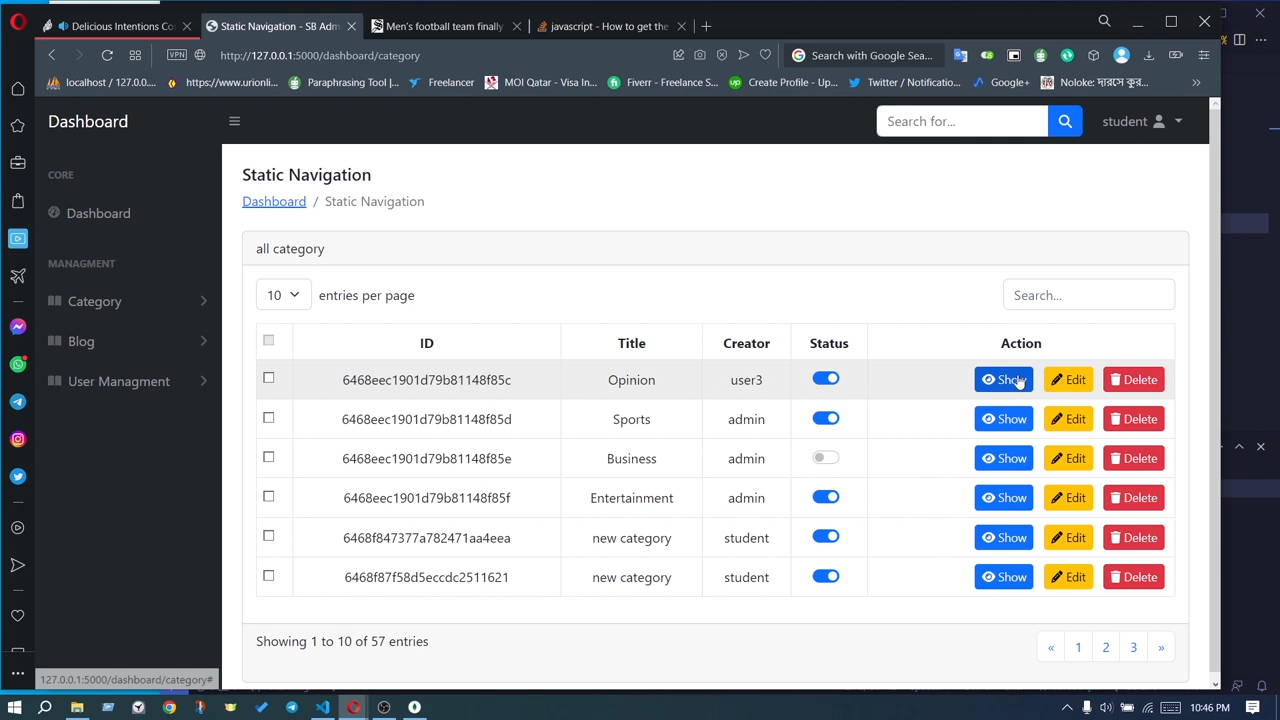 Delicious Intentions Co
Static Navigation - SB Adm
Men's football team finally
javascript - How to get the
VPN
http://127.0.0.1:5000/dashboard/category
Search with Google Sea...
localhost / 127.0.0....
https://www.urionli...
Paraphrasing Tool |...
Freelancer
MOI Qatar - Visa In...
Fiverr - Freelance S...
Create Profile - Up...
Twitter / Notificatio...
Google+
Noloke: দারসে কুর...
Dashboard
Search for...
student
CORE
Dashboard
MANAGMENT
Category
Blog
User Managment
Static Navigation
Dashboard / Static Navigation
all category
10 entries per page
Search...
ID Title Creator Status Action
6468eec1901d79b81148f85c Opinion user3 Show Edit Delete
6468eec1901d79b81148f85d Sports admin Show Edit Delete
6468eec1901d79b81148f85e Business admin Show Edit Delete
6468eec1901d79b81148f85f Entertainment admin Show Edit Delete
6468f847377a782471aa4eea new category student Show Edit Delete
6468f87f58d5eccdc2511621 new category student Show Edit Delete
Showing 1 to 10 of 57 entries
« 1 2 3 »
127.0.0.1:5000/dashboard/category#
10:46 PM